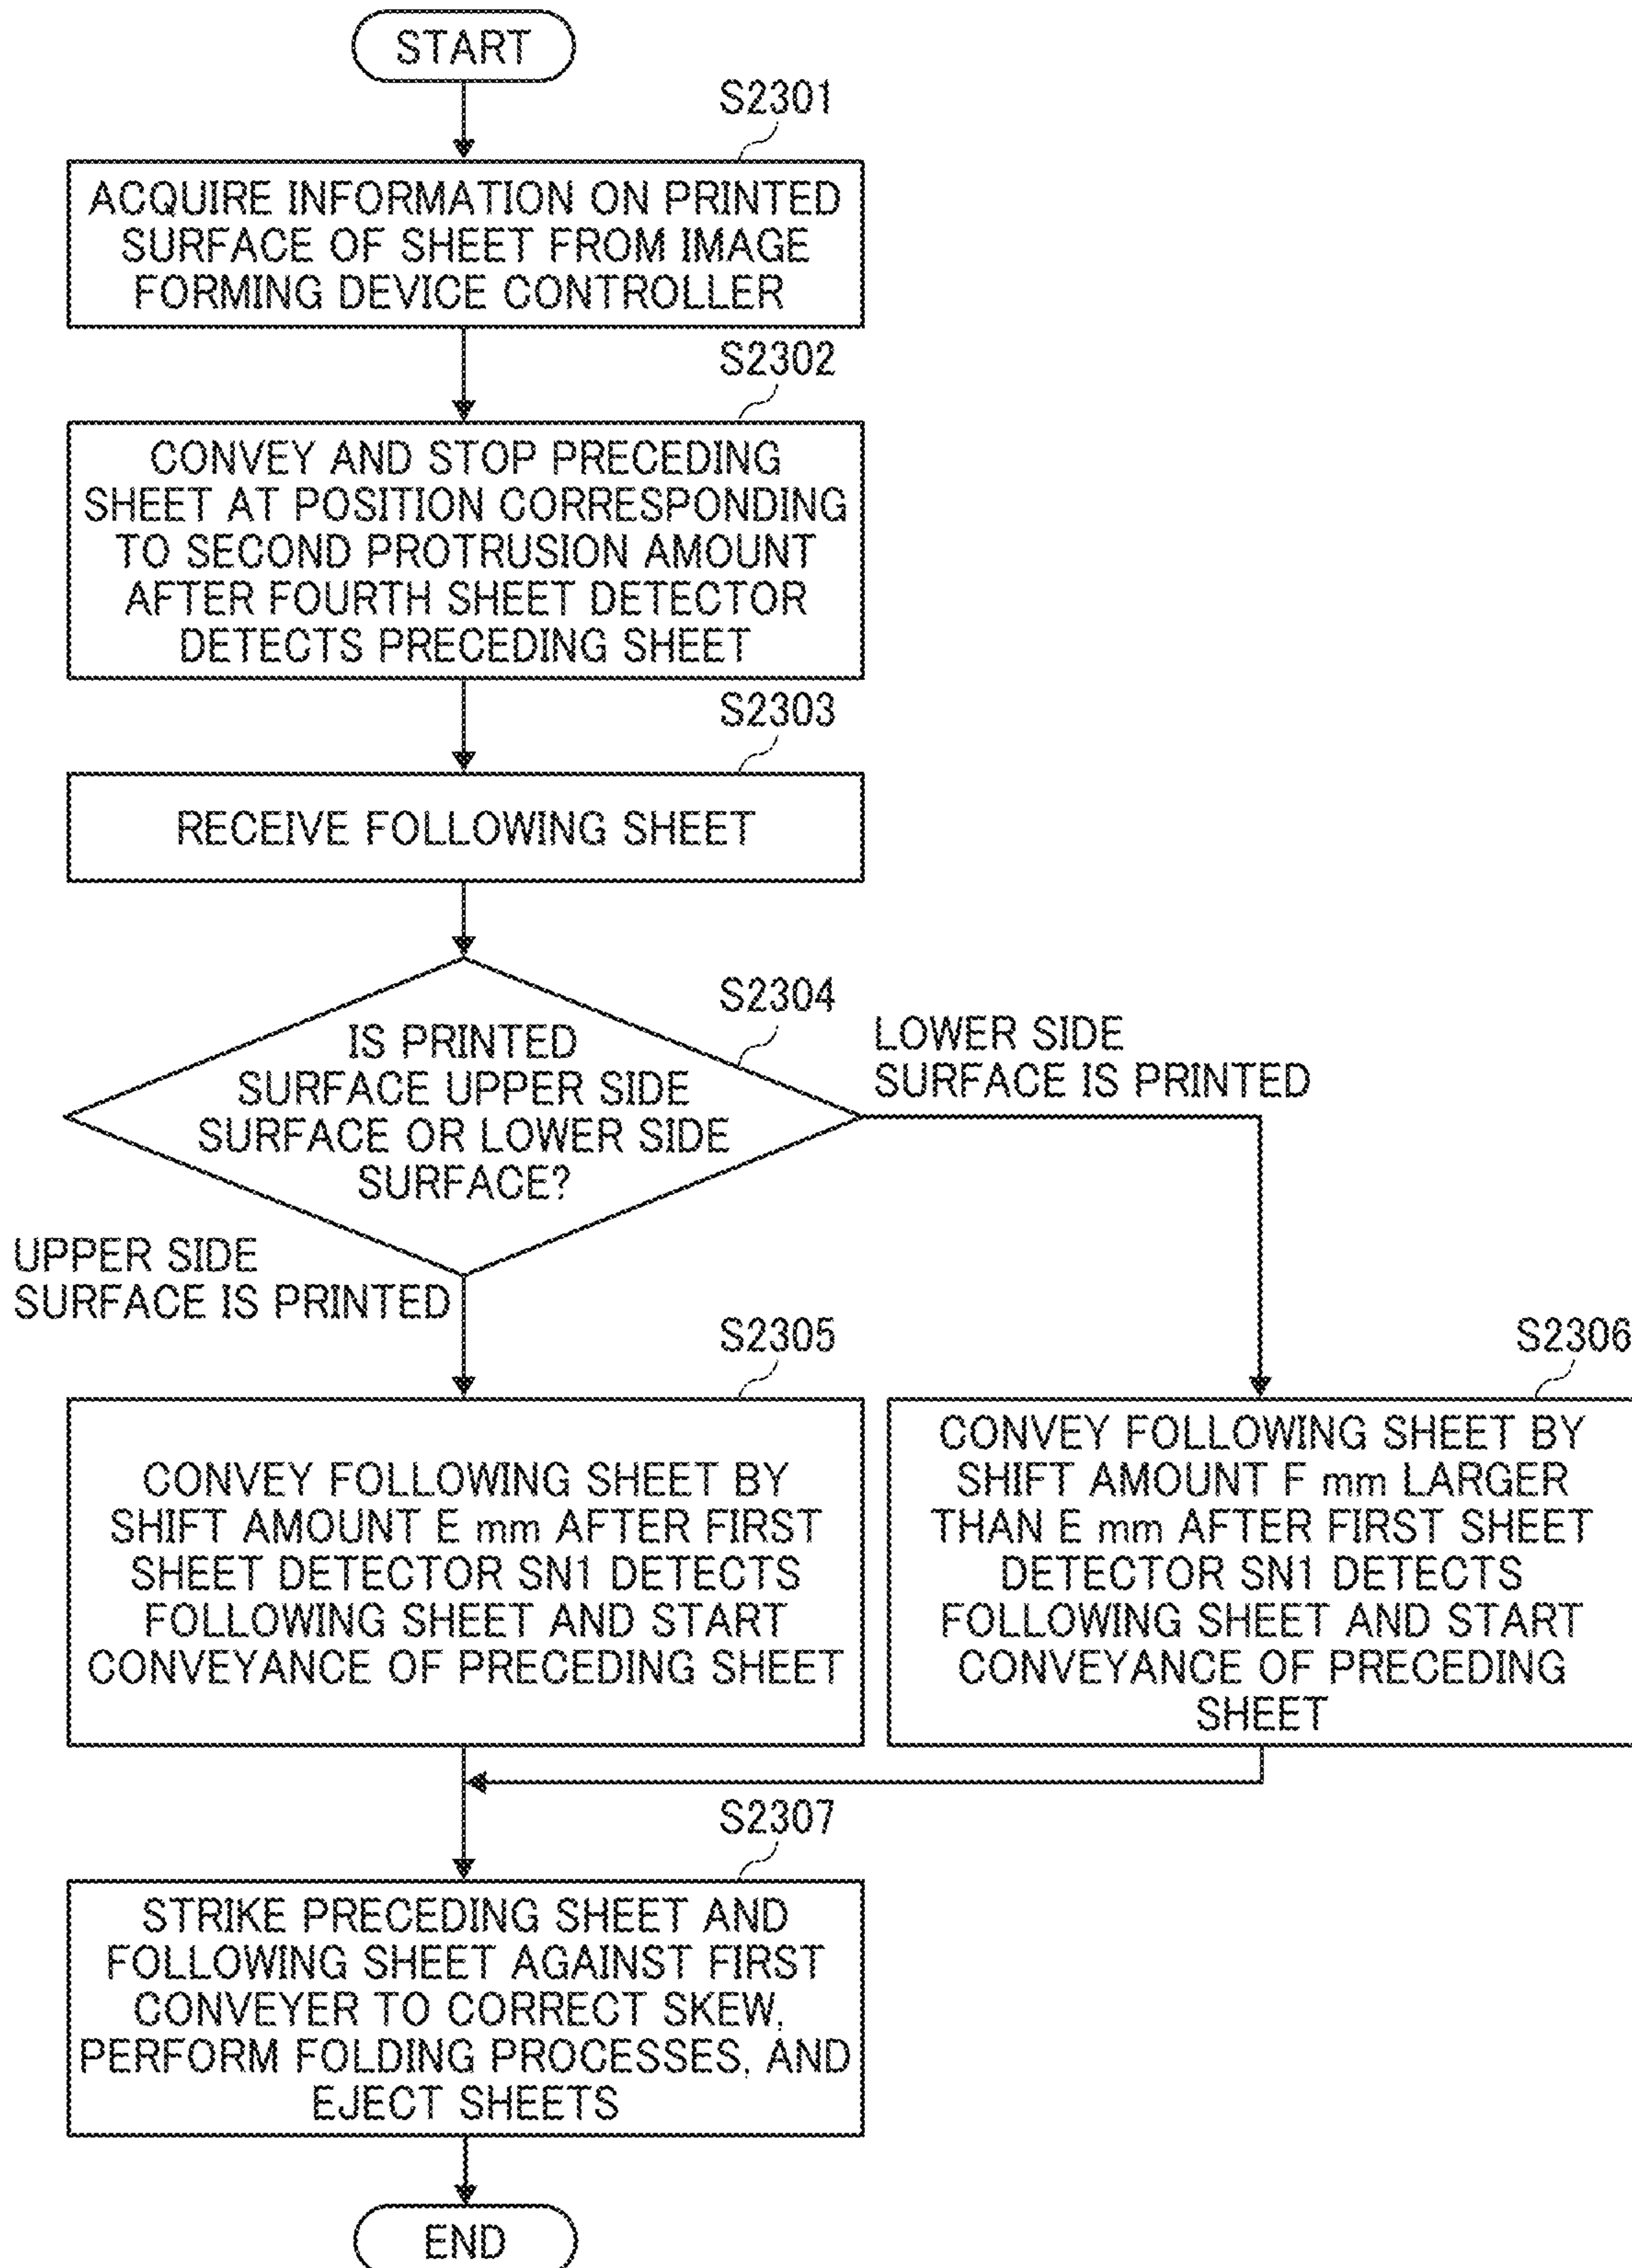 START
S2301
ACQUIRE INFORMATION ON PRINTED
SURFACE OF SHEET FROM IMAGE
FORMING DEVICE CONTROLLER
S2302
CONVEY AND STOP PRECEDING
SHEET AT POSITION CORRESPONDING
TO SECOND PROTRUSION AMOUNT
AFTER FOURTH SHEET DETECTOR
DETECTS PRECEDING SHEET
S2303
RECEIVE FOLLOWING SHEET
S2304
IS PRINTED
SURFACE UPPER SIDE
SURFACE OR LOWER SIDE
SURFACE?
LOWER SIDE
SURFACE IS PRINTED
UPPER SIDE
SURFACE IS PRINTED
S2305
CONVEY FOLLOWING SHEET BY
SHIFT AMOUNT E mm AFTER FIRST
SHEET DETECTOR SN1 DETECTS
FOLLOWING SHEET AND START
CONVEYANCE OF PRECEDING SHEET
S2306
CONVEY FOLLOWING SHEET BY
SHIFT AMOUNT F mm LARGER
THAN E mm AFTER FIRST SHEET
DETECTOR SN1 DETECTS
FOLLOWING SHEET AND START
CONVEYANCE OF PRECEDING
SHEET
S2307
STRIKE PRECEDING SHEET AND
FOLLOWING SHEET AGAINST FIRST
CONVEYER TO CORRECT SKEW,
PERFORM FOLDING PROCESSES, AND
EJECT SHEETS
END